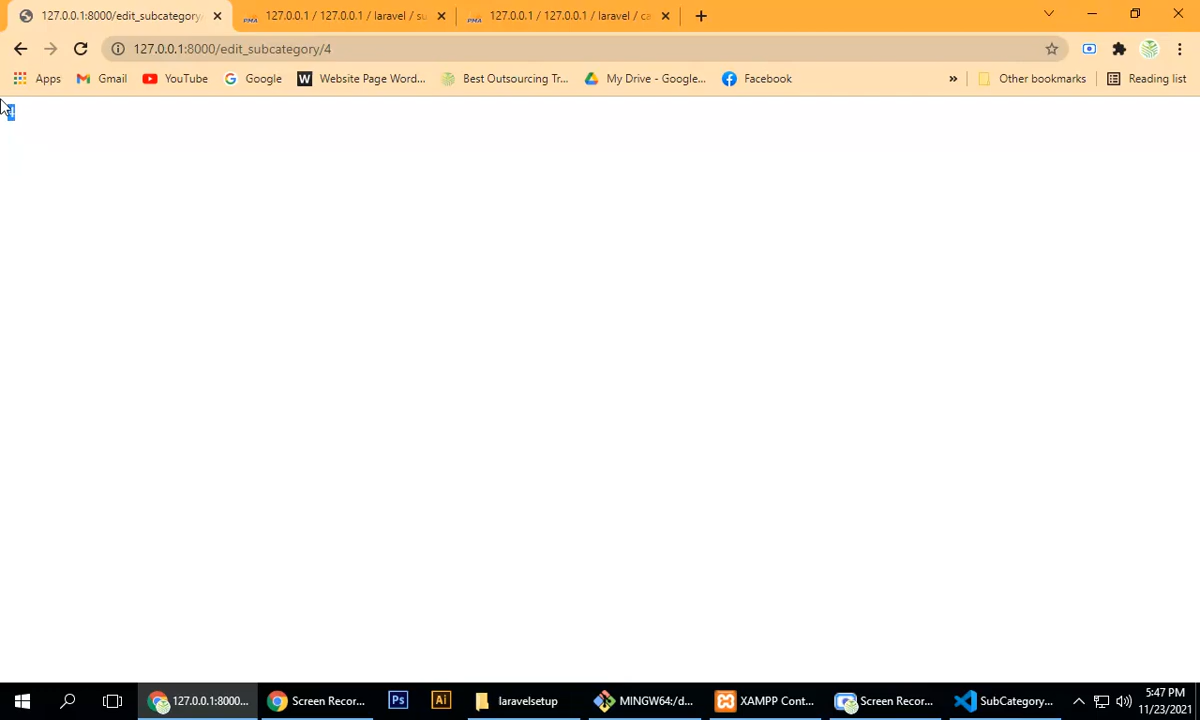 127.0.0.1:8000/edit_subcategory/
127.0.0.1 / 127.0.0.1 / laravel / su
127.0.0.1 / 127.0.0.1 / laravel / ca
127.0.0.1:8000/edit_subcategory/4
Apps
Gmail
YouTube
Google
Website Page Word...
Best Outsourcing Tr...
My Drive - Google...
Facebook
»
Other bookmarks
Reading list
127.0.0.1:8000...
Screen Recor...
Ps
Ai
laravelsetup
MINGW64:/d...
XAMPP Cont...
Screen Rec...
SubCategory...
5:47 PM
11/23/2021